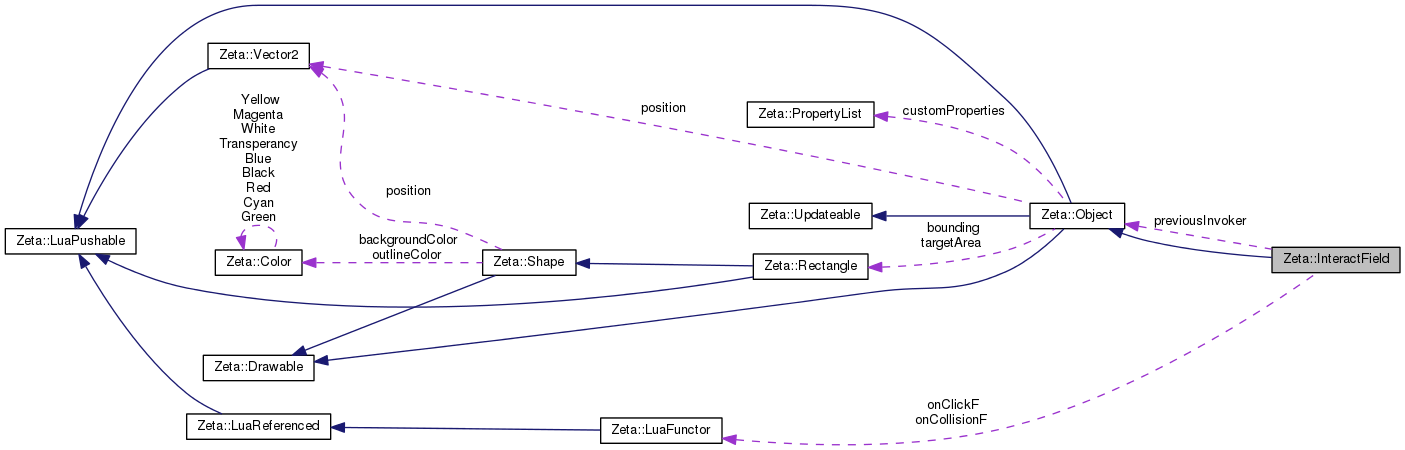 Zeta::Vector2
Yellow
Magenta
White
Transperancy
Blue
Black
Red
Cyan
Green
position
Zeta::PropertyList
customProperties
position
Zeta::Updateable
Zeta::Object
previousInvoker
Zeta::LuaPushable
bounding
targetArea
backgroundColor
outlineColor
Zeta::Color
Zeta::Shape
Zeta::Rectangle
Zeta::InteractField
Zeta::Drawable
Zeta::LuaReferenced
Zeta::LuaFunctor
onClickF
onCollisionF